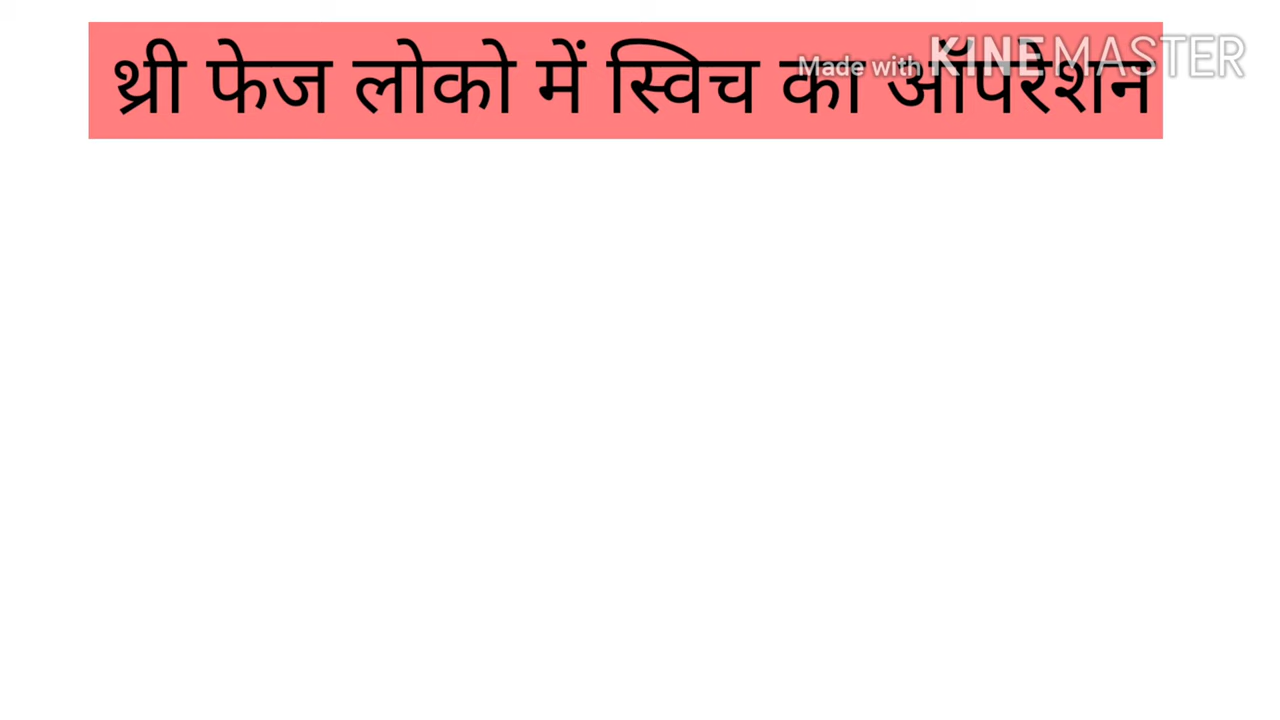 थ्री फेज लोको में स्विच का ऑपरेशन
Made with KINEMASTER